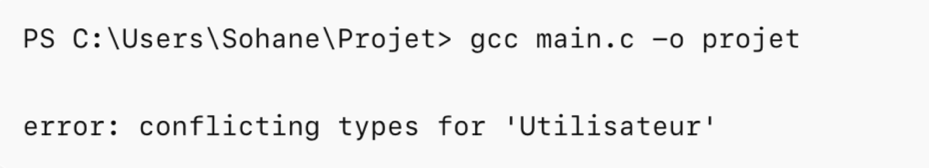 PS C:\Users\Sohane\Projet> gcc main.c -o projet
error: conflicting types for 'Utilisateur'